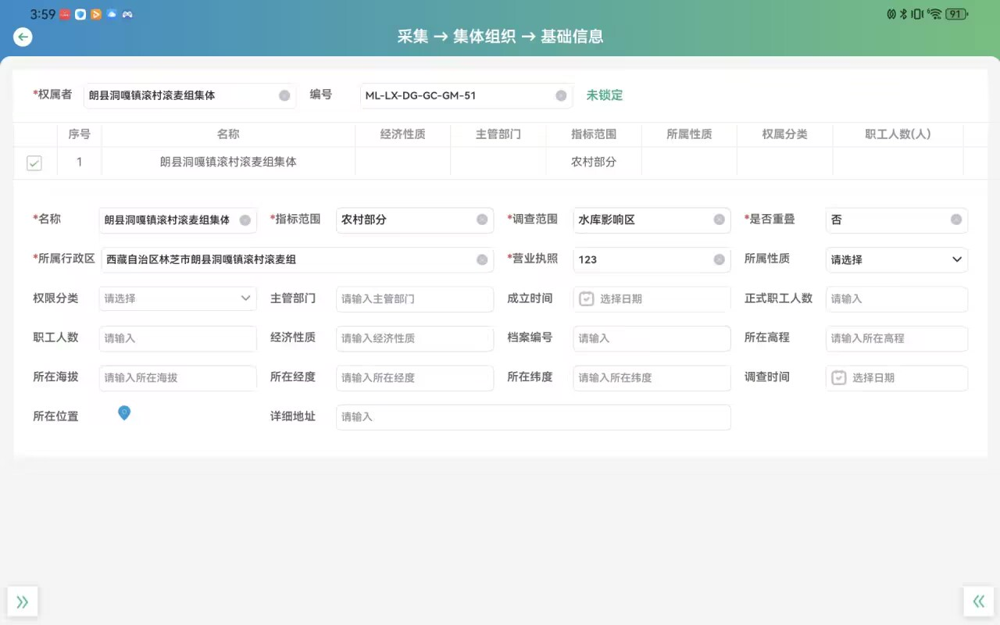 3:59
91
采集 → 集体组织 → 基础信息
*权属者 朗县洞嘎镇滚村滚麦组集体 编号 ML-LX-DG-GC-GM-51 未锁定
序号 名称 经济性质 主管部门 指标范围 所属性质 权属分类 职工人数(人)
1 朗县洞嘎镇滚村滚麦组集体 农村部分
*名称 朗县洞嘎镇滚村滚麦组集体 *指标范围 农村部分 *调查范围 水库影响区 *是否重叠 否
*所属行政区 西藏自治区林芝市朗县洞嘎镇滚村滚麦组 *营业执照 123 所属性质 请选择
权限分类 请选择 主管部门 请输入主管部门 成立时间 选择日期 正式职工人数 请输入
职工人数 请输入 经济性质 请输入经济性质 档案编号 请输入 所在高程 请输入所在高程
所在海拔 请输入所在海拔 所在经度 请输入所在经度 所在纬度 请输入所在纬度 调查时间 选择日期
所在位置 详细地址 请输入